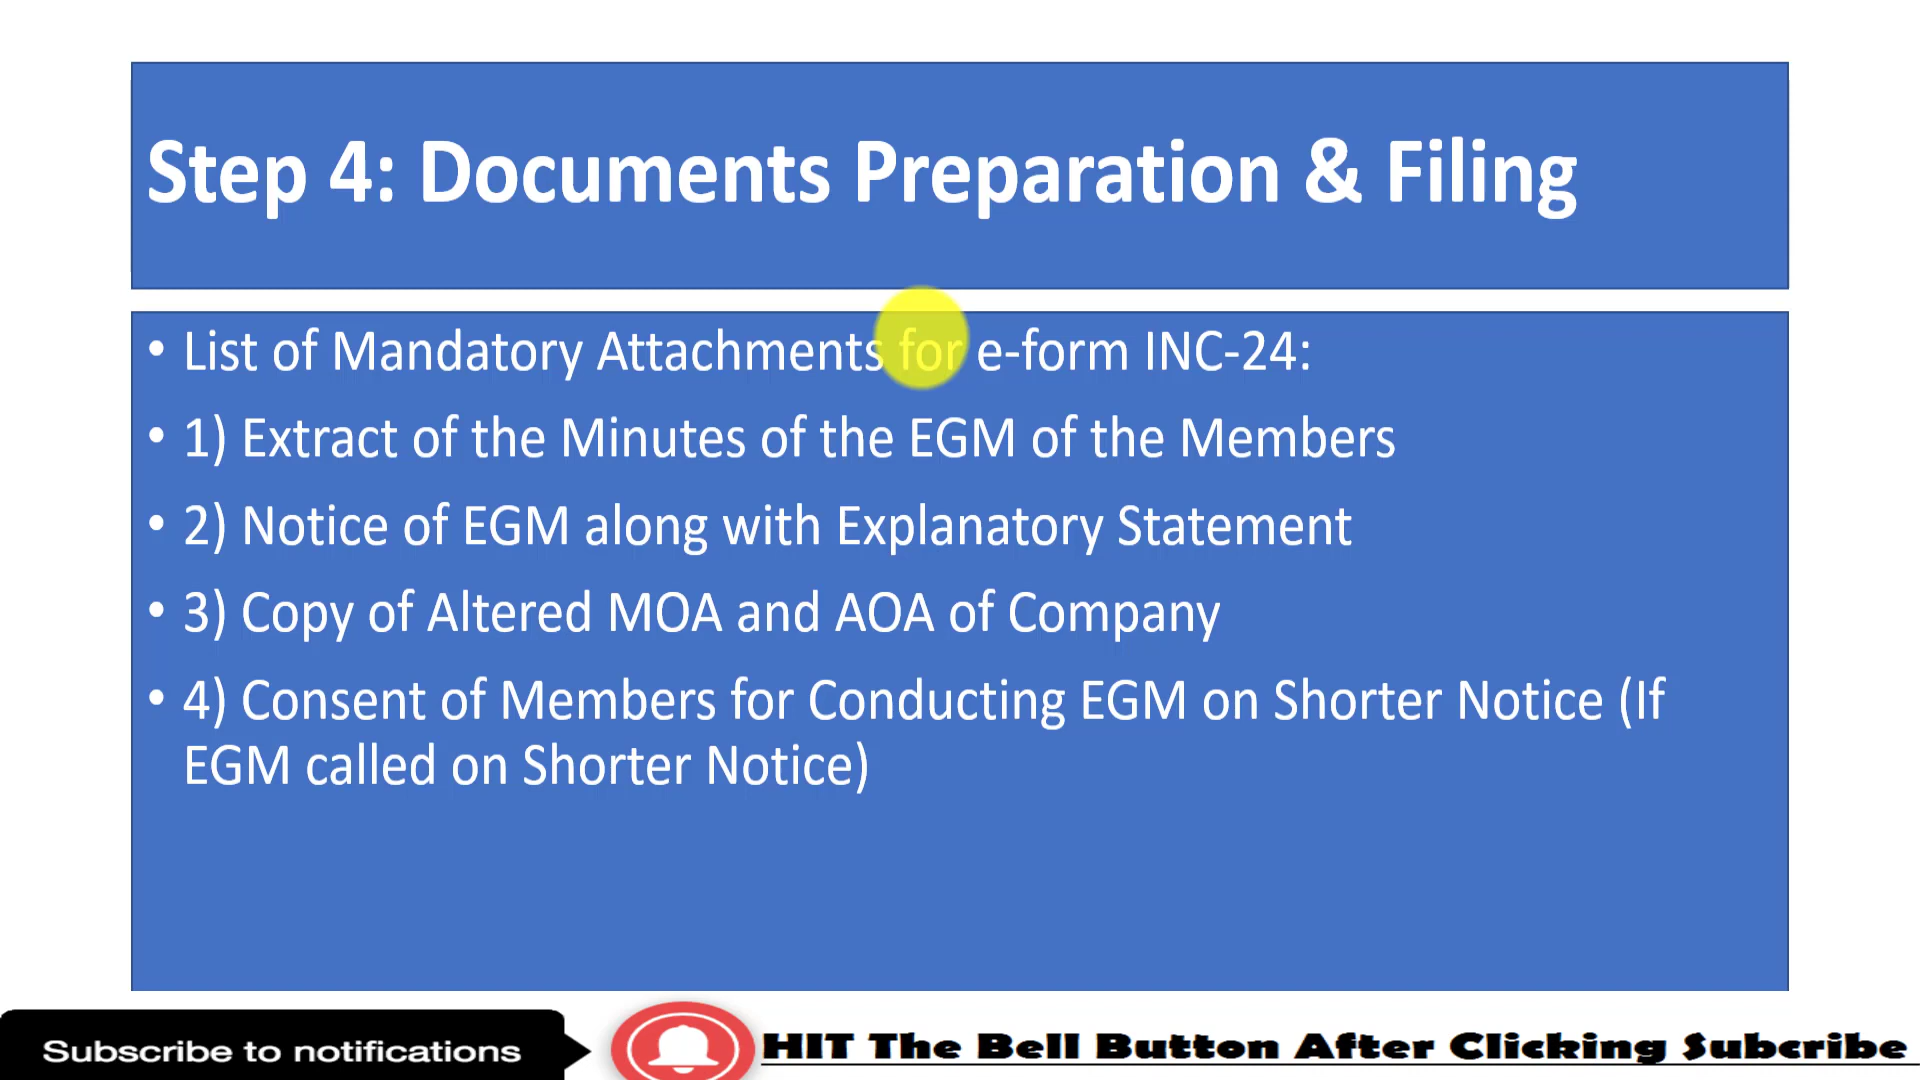 Step 4: Documents Preparation & Filing
• List of Mandatory Attachments for e-form INC-24:
• 1) Extract of the Minutes of the EGM of the Members
• 2) Notice of EGM along with Explanatory Statement
• 3) Copy of Altered MOA and AOA of Company
• 4) Consent of Members for Conducting EGM on Shorter Notice (If
EGM called on Shorter Notice)
Subscribe to notifications
HIT The Bell Button After Clicking Subcribe